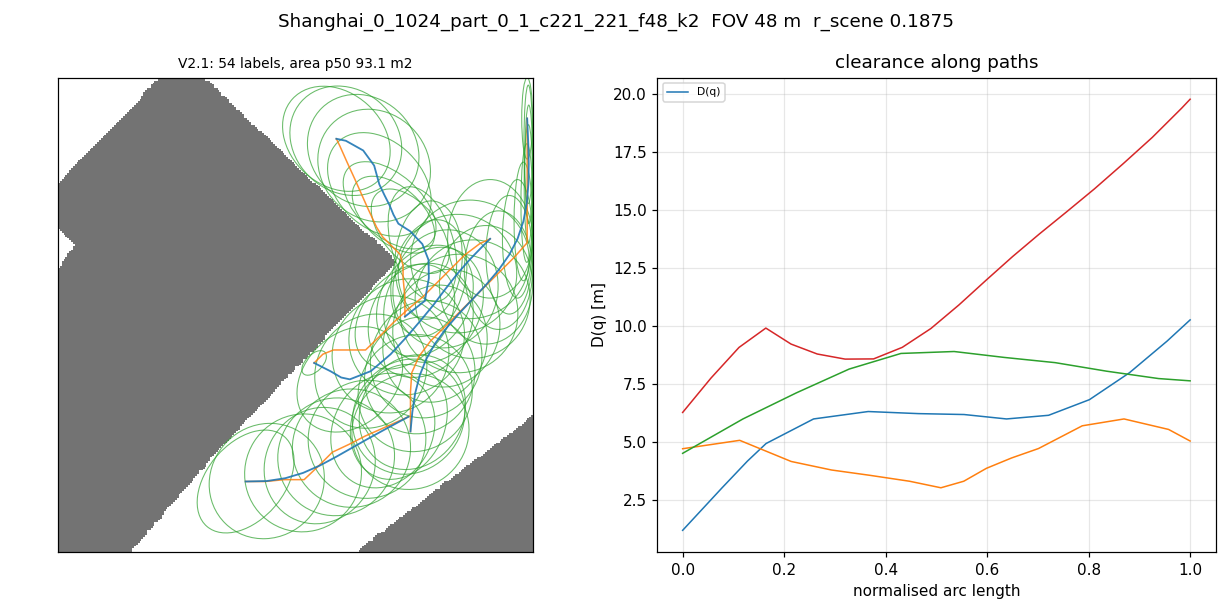 Shanghai_0_1024_part_0_1_c221_221_f48_k2  FOV 48 m  r_scene 0.1875
V2.1: 54 labels, area p50 93.1 m2
clearance along paths
D(q)
20.0
17.5
15.0
12.5
10.0
7.5
5.0
2.5
D(q) [m]
0.0 0.2 0.4 0.6 0.8 1.0
normalised arc length